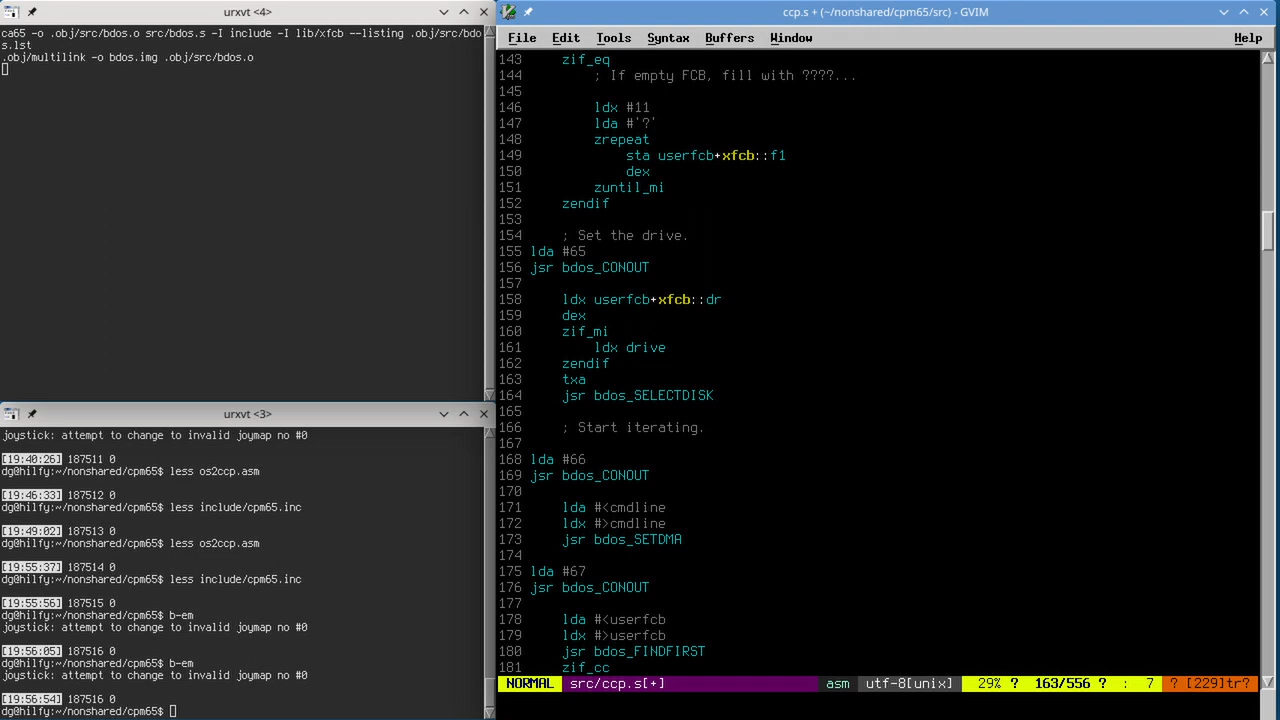 urxvt <4>
ca65 -o .obj/src/bdos.o src/bdos.s -I include -I lib/xfcb --listing .obj/src/bdo
s.lst
.obj/multilink -o bdos.img .obj/src/bdos.o
urxvt <3>
joystick: attempt to change to invalid joymap no #0
[19:40:26] 187511 0
dg@hilfy:~/nonshared/cpm65$ less os2ccp.asm
[19:46:33] 187512 0
dg@hilfy:~/nonshared/cpm65$ less include/cpm65.inc
[19:49:02] 187513 0
dg@hilfy:~/nonshared/cpm65$ less os2ccp.asm
[19:55:37] 187514 0
dg@hilfy:~/nonshared/cpm65$ less include/cpm65.inc
[19:55:56] 187515 0
dg@hilfy:~/nonshared/cpm65$ b-em
joystick: attempt to change to invalid joymap no #0
[19:56:05] 187516 0
dg@hilfy:~/nonshared/cpm65$ b-em
joystick: attempt to change to invalid joymap no #0
[19:56:54] 187516 0
dg@hilfy:~/nonshared/cpm65$
ccp.s + (~/nonshared/cpm65/src) - GVIM
File Edit Tools Syntax Buffers Window Help
143 zif_eq
144 ; If empty FCB, fill with ????...
145
146 ldx #11
147 lda #'?'
148 zrepeat
149 sta userfcb+xfcb::f1
150 dex
151 zuntil_mi
152 zendif
153
154 ; Set the drive.
155 lda #65
156 jsr bdos_CONOUT
157
158 ldx userfcb+xfcb::dr
159 dex
160 zif_mi
161 ldx drive
162 zendif
163 txa
164 jsr bdos_SELECTDISK
165
166 ; Start iterating.
167
168 lda #66
169 jsr bdos_CONOUT
170
171 lda #<cmdline
172 ldx #>cmdline
173 jsr bdos_SETDMA
174
175 lda #67
176 jsr bdos_CONOUT
177
178 lda #<userfcb
179 ldx #>userfcb
180 jsr bdos_FINDFIRST
181 zif_cc
NORMAL src/ccp.s[+] asm utf-8[unix] 29% ? 163/556 ? : 7 ? [229]tr?